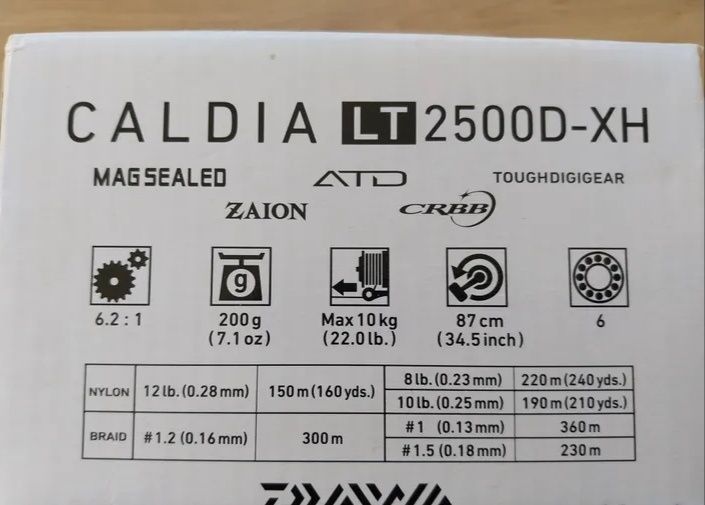 CALDIA LT 2500D-XH
MAGSEALED ATD TOUGHDIGIGEAR
ZAION CRBB
g
6.2 : 1 200g Max 10kg 87cm 6
(7.1oz) (22.0lb.) (34.5inch)
NYLON 12lb.(0.28mm) 150m(160yds.) 8lb.(0.23mm) 220m(240yds.)
10lb.(0.25mm) 190m(210yds.)
BRAID #1.2(0.16mm) 300m #1 (0.13mm) 360m
#1.5(0.18mm) 230m
DAIWA